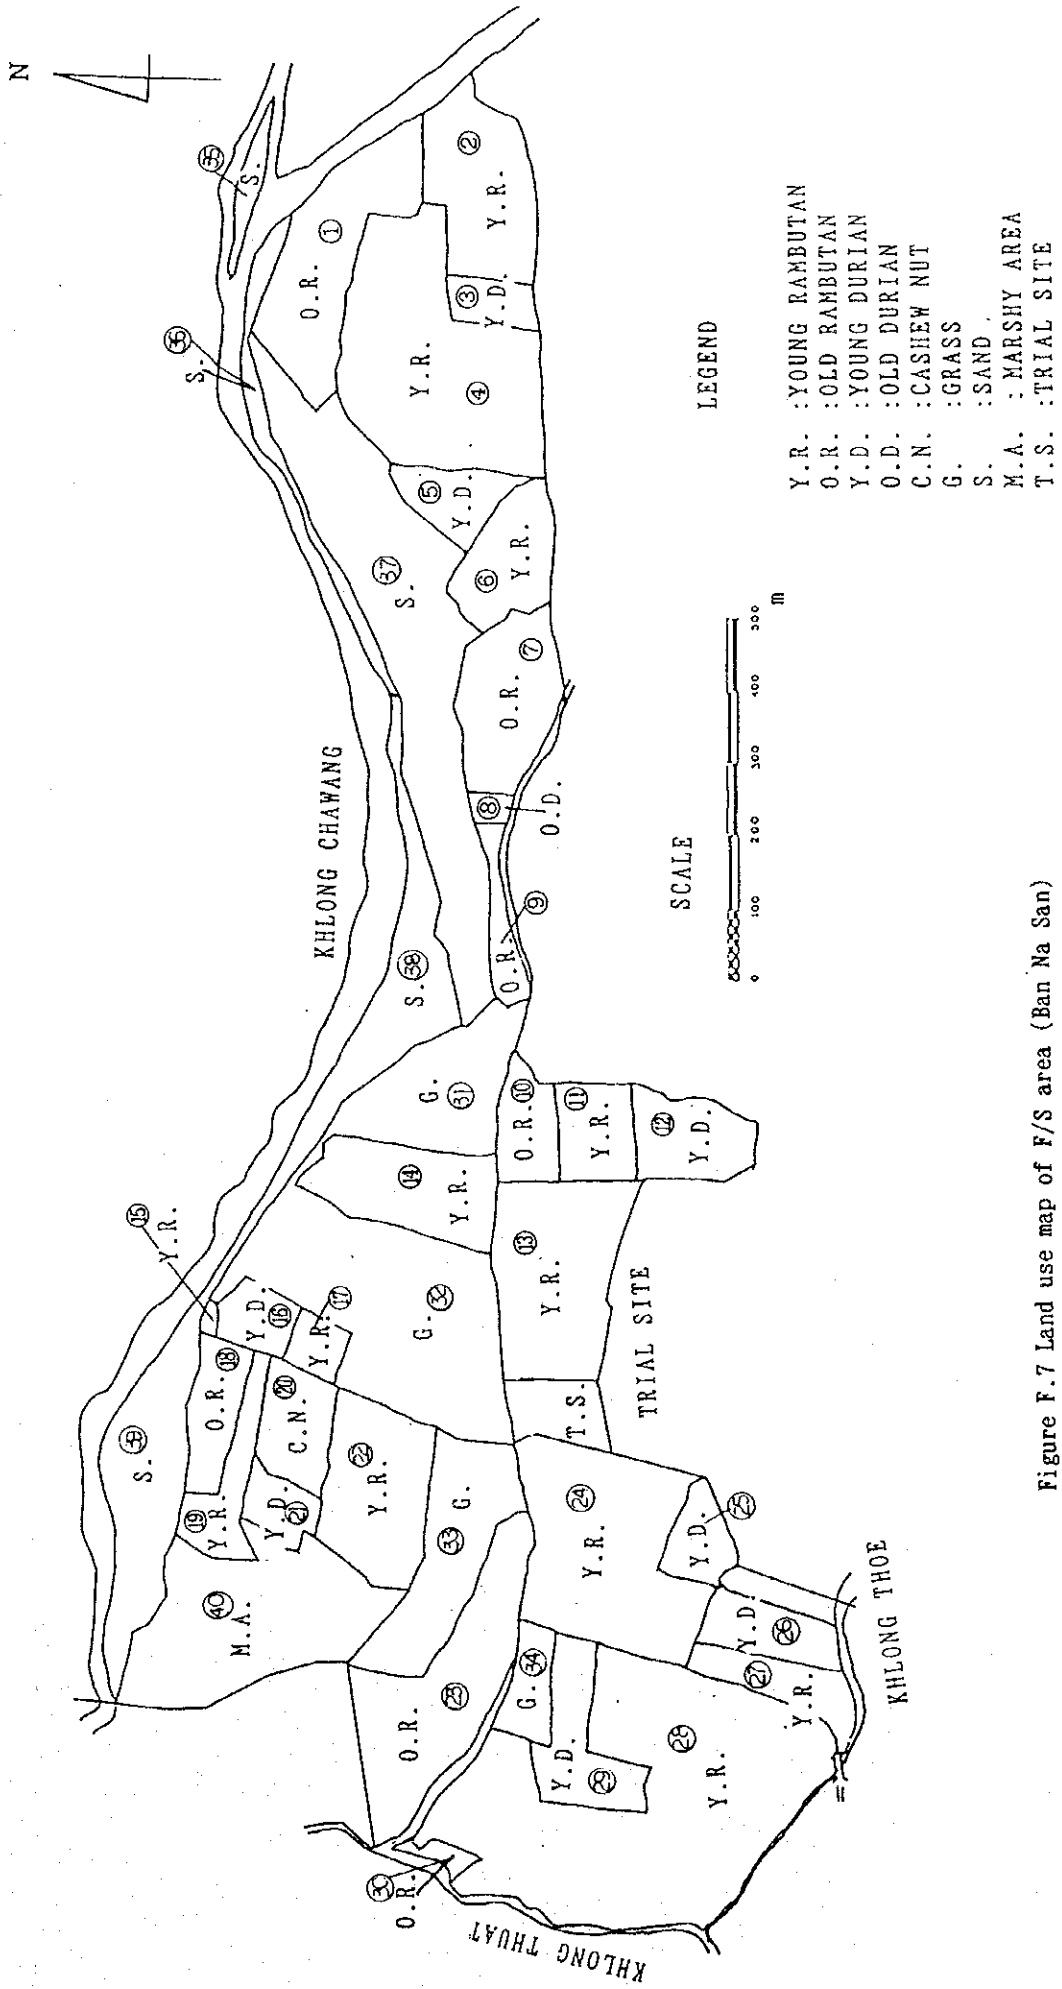 N
KHLONG CHAWANG
35
S.
36
S.
1
O.R.
2
Y.R.
3
Y.D.
Y.R.
4
5
Y.D.
6
Y.R.
37
S.
7
O.R.
8
O.D.
9
O.R.
S. 38
G.
31
O.R. 10
11
Y.R.
12
Y.D.
14
Y.R.
13
Y.R.
15
Y.R.
Y.D.
16
Y.R. 17
G. 32
O.R. 18
20
C.N.
19
Y.R.
Y.D.
21
22
Y.R.
S. 39
40
M.A.
G.
33
T.S.
TRIAL SITE
24
Y.R.
Y.D.
25
Y.D.
26
27
Y.R.
KHLONG THOE
23
O.R.
G. 34
Y.D.
29
28
Y.R.
30
O.R.
KHLONG THUAT
SCALE
0 100 200 300 400 500 m
LEGEND
Y.R. :YOUNG RAMBUTAN
O.R. :OLD RAMBUTAN
Y.D. :YOUNG DURIAN
O.D. :OLD DURIAN
C.N. :CASHEW NUT
G. :GRASS
S. :SAND
M.A. :MARSHY AREA
T.S. :TRIAL SITE
Figure F.7 Land use map of F/S area (Ban Na San)